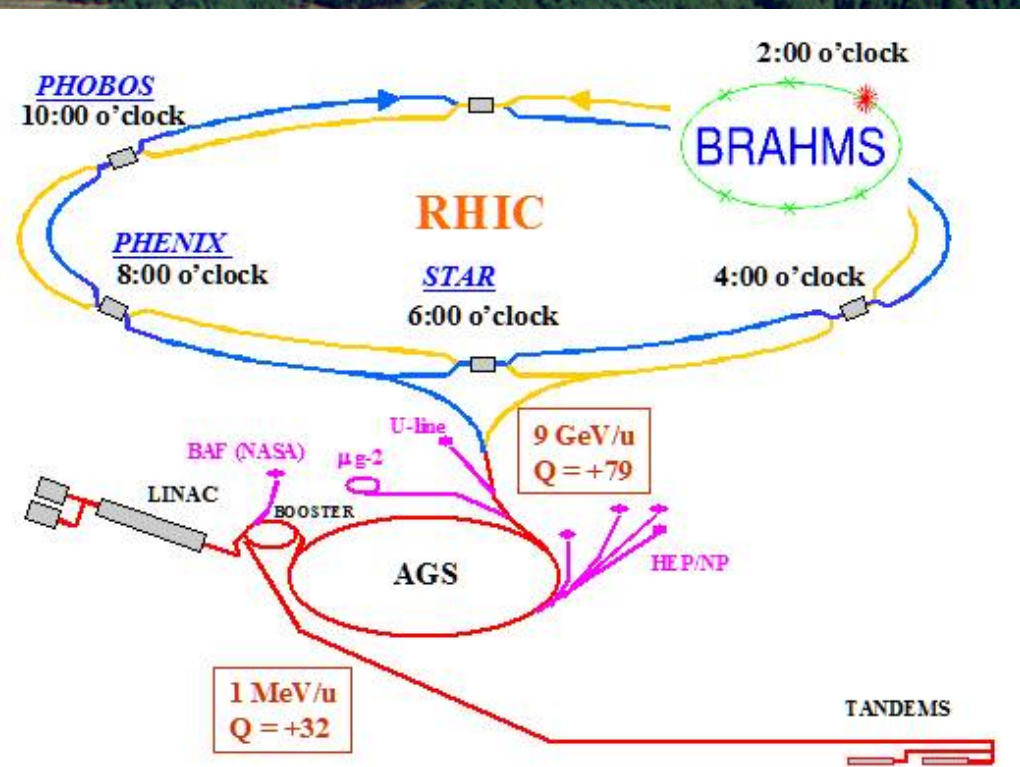 2:00 o'clock
PHOBOS
10:00 o'clock
BRAHMS
RHIC
PHENIX
8:00 o'clock
STAR
6:00 o'clock
4:00 o'clock
U-line
9 GeV/u
Q = +79
BAF (NASA)
μg-2
LINAC
BOOSTER
HEP/NP
AGS
1 MeV/u
Q = +32
TANDEMS